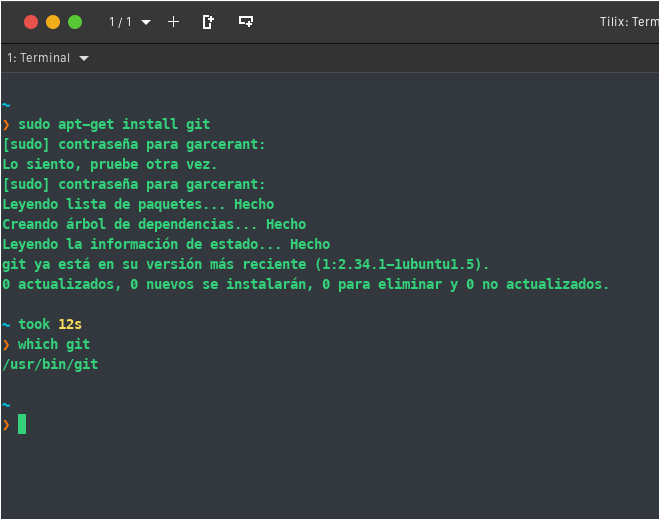 1 / 1
Tilix: Term
1: Terminal
~
❯ sudo apt-get install git
[sudo] contraseña para garcerant:
Lo siento, pruebe otra vez.
[sudo] contraseña para garcerant:
Leyendo lista de paquetes... Hecho
Creando árbol de dependencias... Hecho
Leyendo la información de estado... Hecho
git ya está en su versión más reciente (1:2.34.1-1ubuntu1.5).
0 actualizados, 0 nuevos se instalarán, 0 para eliminar y 0 no actualizados.
~ took 12s
❯ which git
/usr/bin/git
~
❯